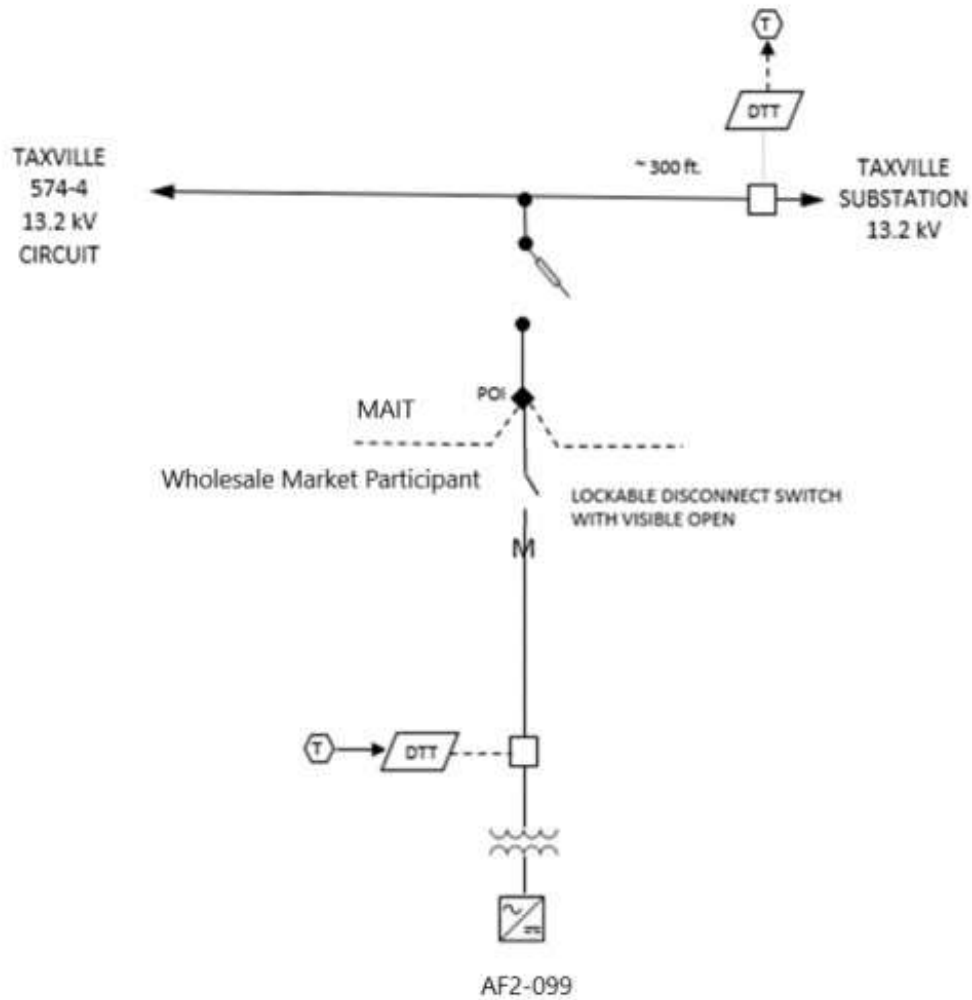 T
DTT
TAXVILLE
574-4
13.2 kV
CIRCUIT
~ 300 ft.
TAXVILLE
SUBSTATION
13.2 kV
POI
MAIT
Wholesale Market Participant
LOCKABLE DISCONNECT SWITCH
WITH VISIBLE OPEN
M
T
DTT
AF2-099